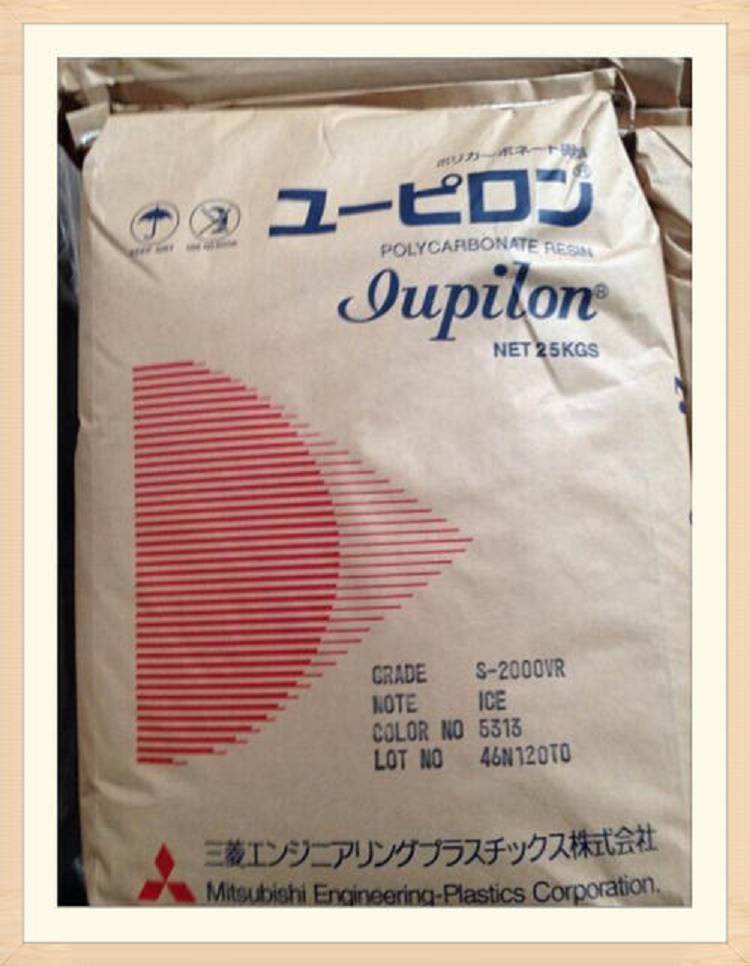 ポリカーボネート樹脂
ユーピロン®
POLYCARBONATE RESIN
Iupilon®
NET 25KGS
GRADE S-2000VR
NOTE ICE
COLOR NO 5313
LOT NO 46N120T0
三菱エンジニアリングプラスチックス株式会社
Mitsubishi Engineering-Plastics Corporation.